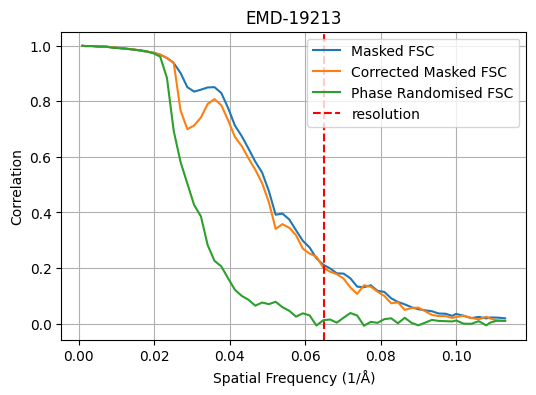 EMD-19213
Masked FSC
Corrected Masked FSC
Phase Randomised FSC
resolution
Correlation
1.0
0.8
0.6
0.4
0.2
0.0
0.00 0.02 0.04 0.06 0.08 0.10
Spatial Frequency (1/Å)